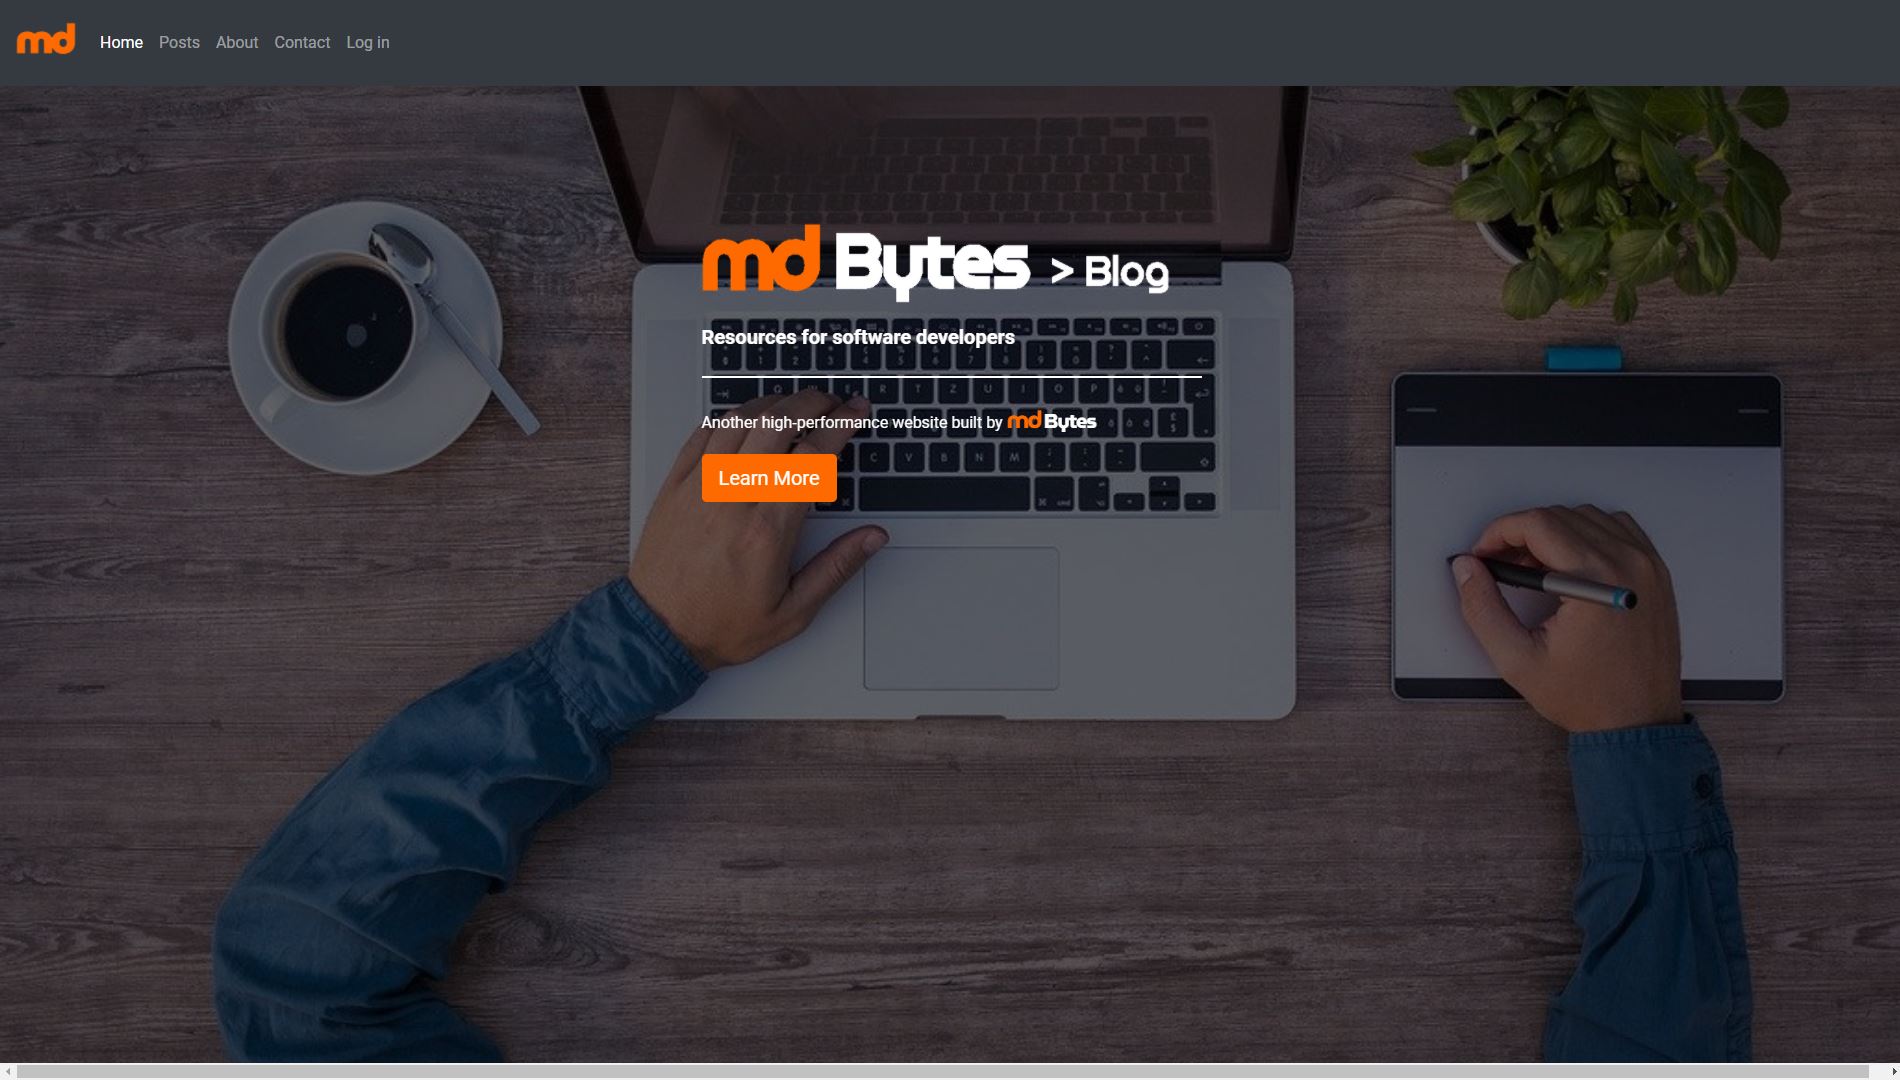 md Home Posts About Contact Log in
md Bytes > Blog
Resources for software developers
Another high-performance website built by md Bytes
Learn More